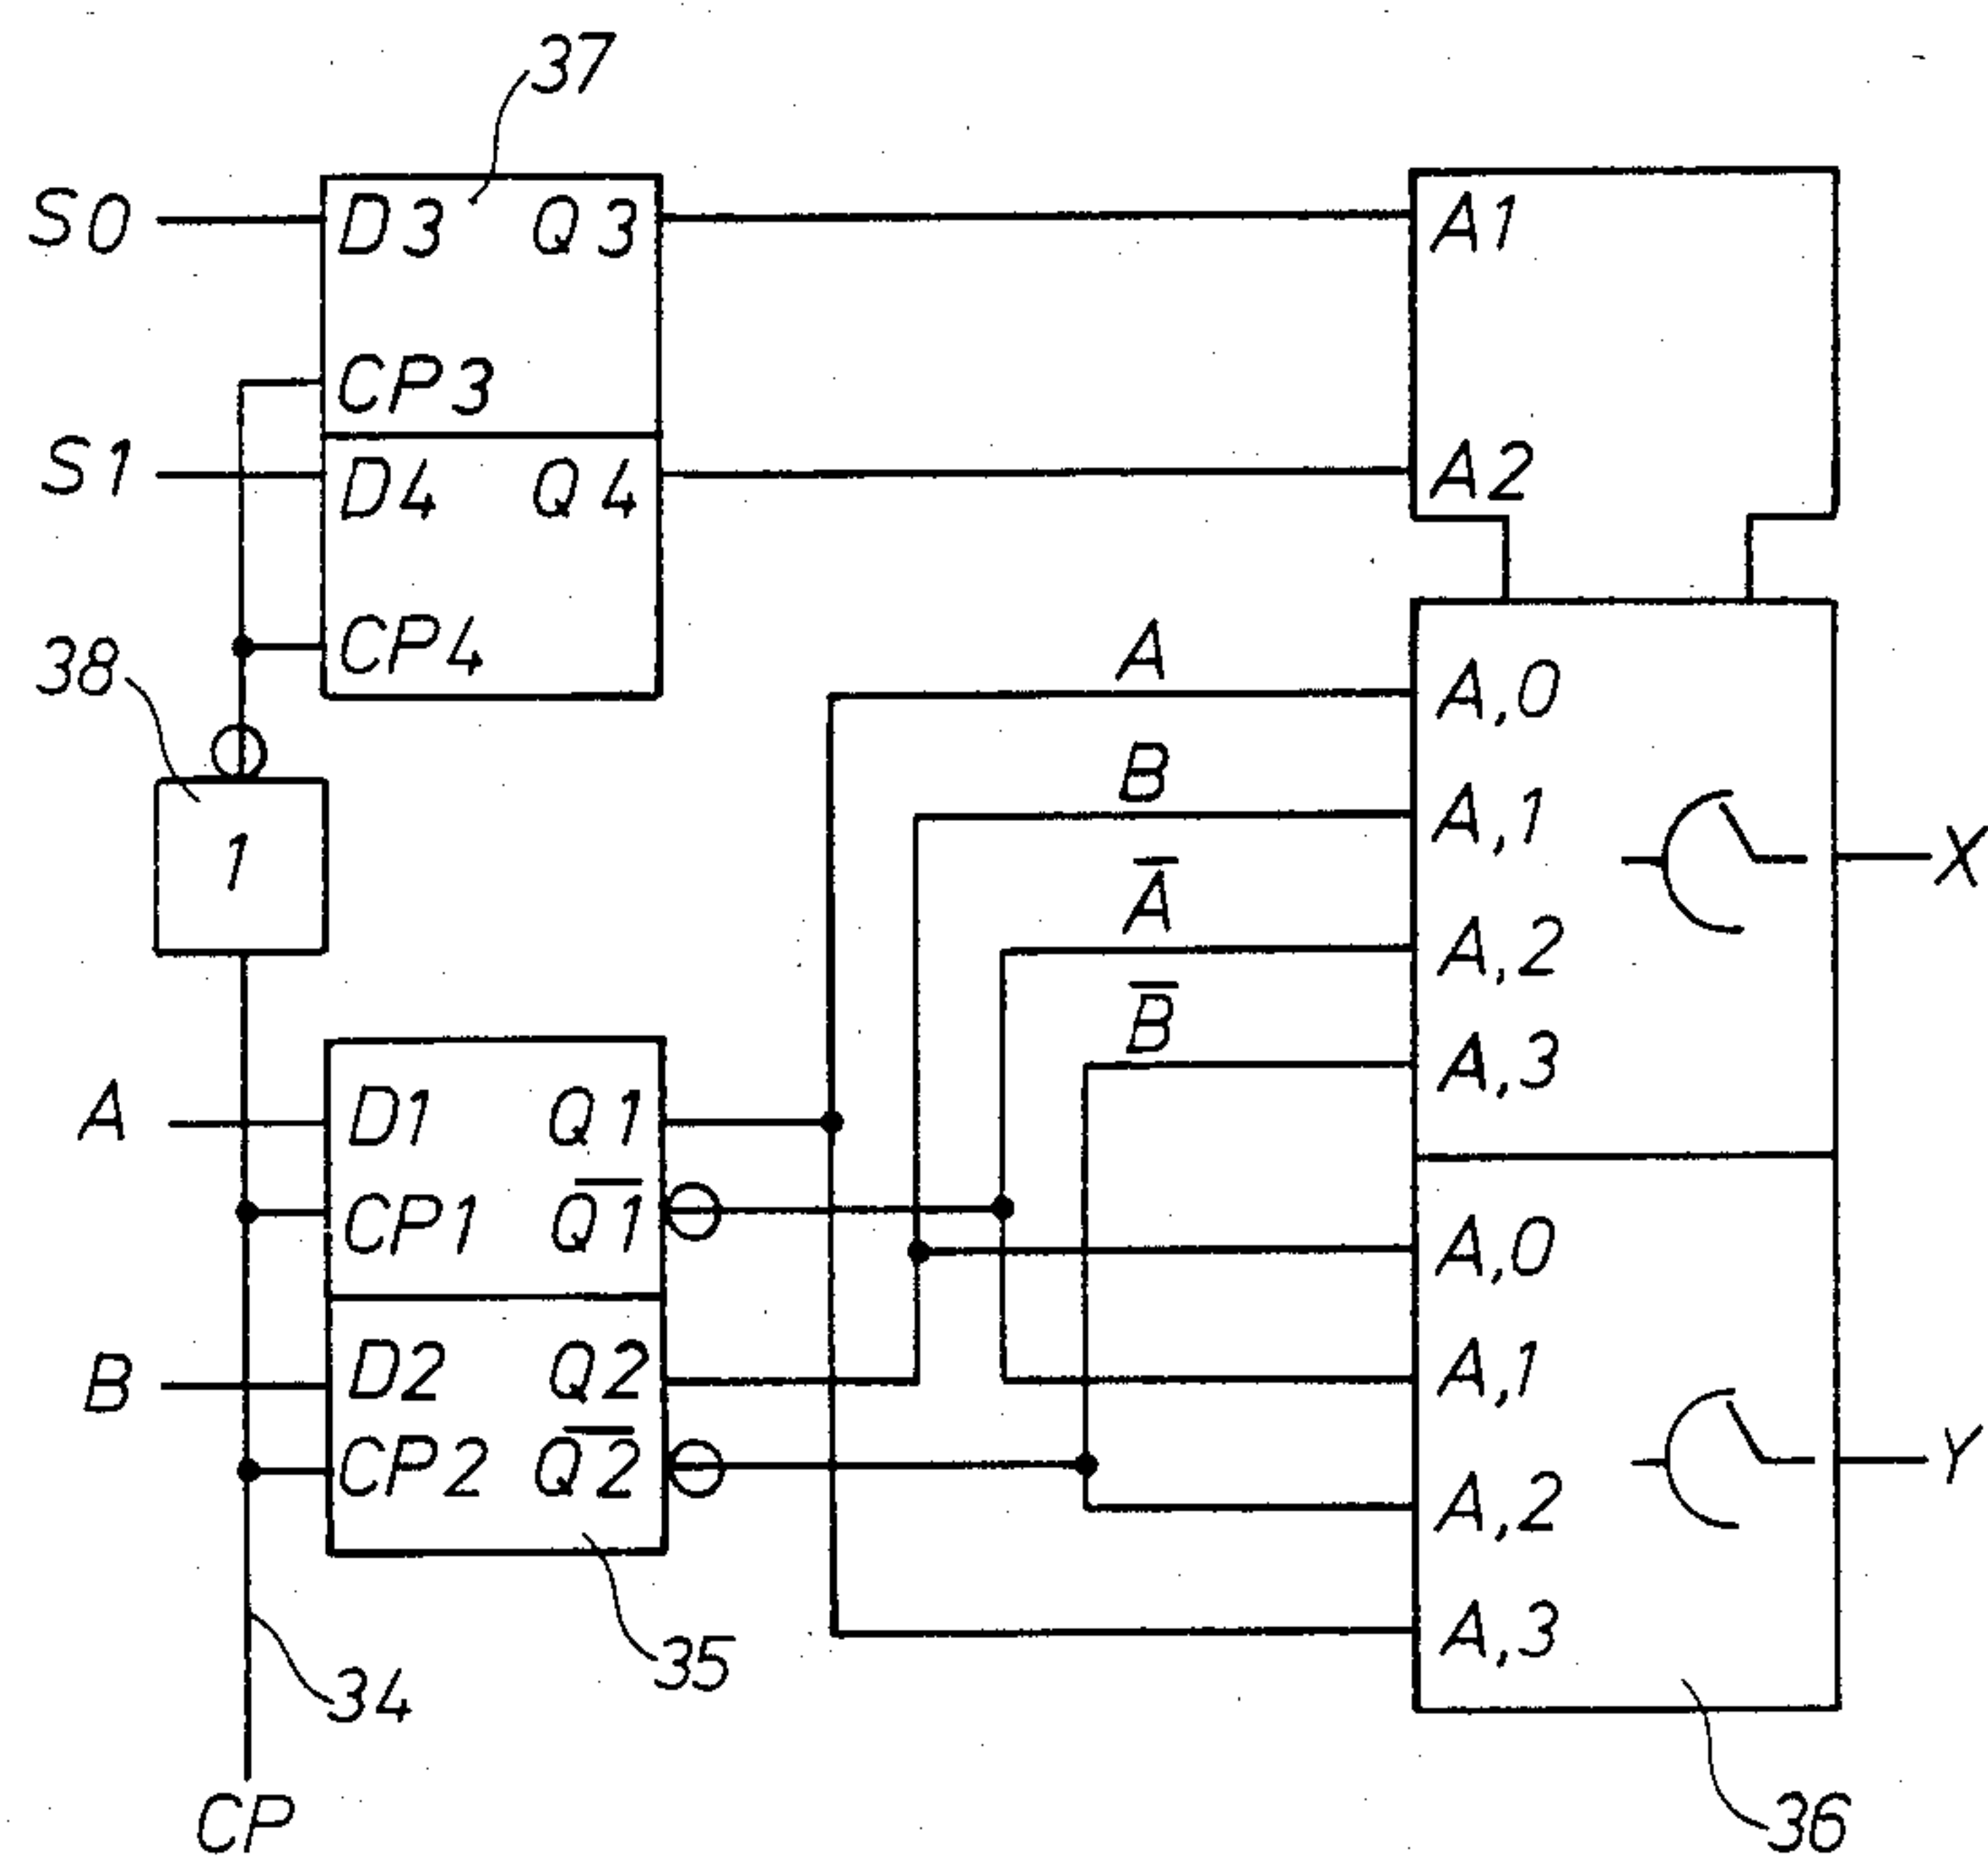 37
S0 D3 Q3 A1
CP3
S1 D4 Q4 A2
CP4
38
A A,0
B A,1
1
A̅ A,2
B̅ A,3
A D1 Q1
CP1 Q̅1̅ A,0
X
B D2 Q2 A,1
CP2 Q̅2̅ A,2
Y
A,3
35
34
36
CP